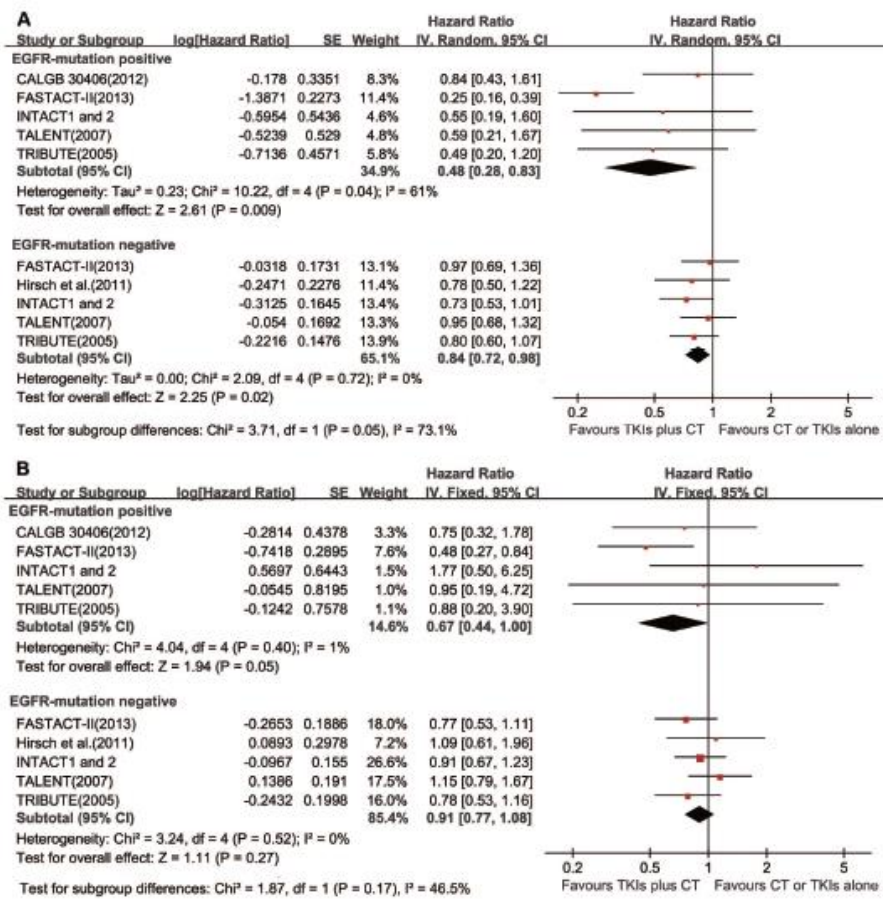 A
Hazard Ratio Hazard Ratio
Study or Subgroup log[Hazard Ratio] SE Weight IV, Random, 95% CI IV, Random, 95% CI
EGFR-mutation positive
CALGB 30406(2012) -0.178 0.3351 8.3% 0.84 [0.43, 1.61]
FASTACT-II(2013) -1.3871 0.2273 11.4% 0.25 [0.16, 0.39]
INTACT1 and 2 -0.5954 0.5436 4.6% 0.55 [0.19, 1.60]
TALENT(2007) -0.5239 0.529 4.8% 0.59 [0.21, 1.67]
TRIBUTE(2005) -0.7136 0.4571 5.8% 0.49 [0.20, 1.20]
Subtotal (95% CI) 34.9% 0.48 [0.28, 0.83]
Heterogeneity: Tau² = 0.23; Chi² = 10.22, df = 4 (P = 0.04); I² = 61%
Test for overall effect: Z = 2.61 (P = 0.009)
EGFR-mutation negative
FASTACT-II(2013) -0.0318 0.1731 13.1% 0.97 [0.69, 1.36]
Hirsch et al.(2011) -0.2471 0.2276 11.4% 0.78 [0.50, 1.22]
INTACT1 and 2 -0.3125 0.1645 13.4% 0.73 [0.53, 1.01]
TALENT(2007) -0.054 0.1692 13.3% 0.95 [0.68, 1.32]
TRIBUTE(2005) -0.2216 0.1476 13.9% 0.80 [0.60, 1.07]
Subtotal (95% CI) 65.1% 0.84 [0.72, 0.98]
Heterogeneity: Tau² = 0.00; Chi² = 2.09, df = 4 (P = 0.72); I² = 0%
Test for overall effect: Z = 2.25 (P = 0.02)
0.2 0.5 1 2 5
Test for subgroup differences: Chi² = 3.71, df = 1 (P = 0.05), I² = 73.1% Favours TKIs plus CT Favours CT or TKIs alone
B
Hazard Ratio Hazard Ratio
Study or Subgroup log[Hazard Ratio] SE Weight IV, Fixed, 95% CI IV, Fixed, 95% CI
EGFR-mutation positive
CALGB 30406(2012) -0.2814 0.4378 3.3% 0.75 [0.32, 1.78]
FASTACT-II(2013) -0.7418 0.2895 7.6% 0.48 [0.27, 0.84]
INTACT1 and 2 0.5697 0.6443 1.5% 1.77 [0.50, 6.25]
TALENT(2007) -0.0545 0.8195 1.0% 0.95 [0.19, 4.72]
TRIBUTE(2005) -0.1242 0.7578 1.1% 0.88 [0.20, 3.90]
Subtotal (95% CI) 14.6% 0.67 [0.44, 1.00]
Heterogeneity: Chi² = 4.04, df = 4 (P = 0.40); I² = 1%
Test for overall effect: Z = 1.94 (P = 0.05)
EGFR-mutation negative
FASTACT-II(2013) -0.2653 0.1886 18.0% 0.77 [0.53, 1.11]
Hirsch et al.(2011) 0.0893 0.2978 7.2% 1.09 [0.61, 1.96]
INTACT1 and 2 -0.0967 0.155 26.6% 0.91 [0.67, 1.23]
TALENT(2007) 0.1386 0.191 17.5% 1.15 [0.79, 1.67]
TRIBUTE(2005) -0.2432 0.1998 16.0% 0.78 [0.53, 1.16]
Subtotal (95% CI) 85.4% 0.91 [0.77, 1.08]
Heterogeneity: Chi² = 3.24, df = 4 (P = 0.52); I² = 0%
Test for overall effect: Z = 1.11 (P = 0.27)
0.2 0.5 1 2 5
Test for subgroup differences: Chi² = 1.87, df = 1 (P = 0.17), I² = 46.5% Favours TKIs plus CT Favours CT or TKIs alone